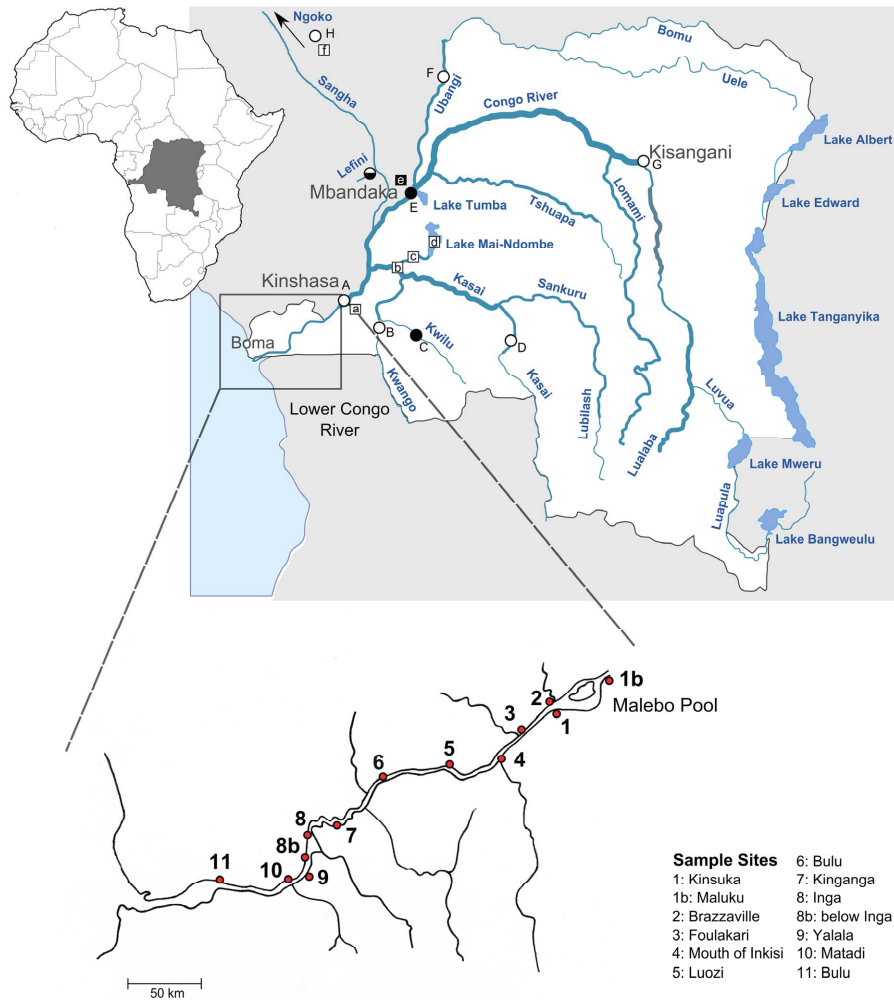 Ngoko
H
f
Sangha
F
Ubangi
Bomu
Uele
Congo River
Lake Albert
Kisangani
G
Lefini
e
Mbandaka
E
Lake Tumba
Tshuapa
Lomami
Lake Edward
d
Lake Mai-Ndombe
c
b
Kinshasa
A
a
Kasai
Sankuru
Lake Tanganyika
Boma
B
Kwilu
C
D
Kwango
Kasai
Lubilash
Lualaba
Luvua
Lower Congo
River
Lake Mweru
Luapula
Lake Bangweulu
1b
Malebo Pool
2
1
3
4
5
6
7
8
8b
9
10
11
Sample Sites
1: Kinsuka
1b: Maluku
2: Brazzaville
3: Foulakari
4: Mouth of Inkisi
5: Luozi
6: Bulu
7: Kinganga
8: Inga
8b: below Inga
9: Yalala
10: Matadi
11: Bulu
50 km